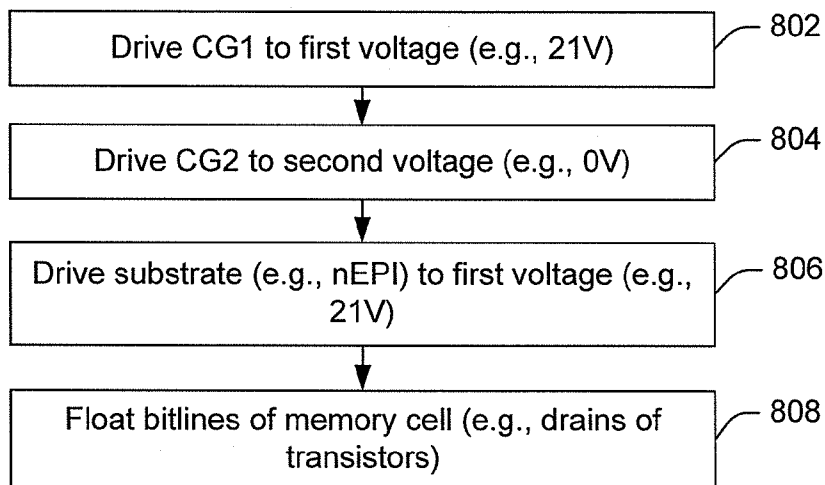 Drive CG1 to first voltage (e.g., 21V)
802
Drive CG2 to second voltage (e.g., 0V)
804
Drive substrate (e.g., nEPI) to first voltage (e.g.,
21V)
806
Float bitlines of memory cell (e.g., drains of
transistors)
808